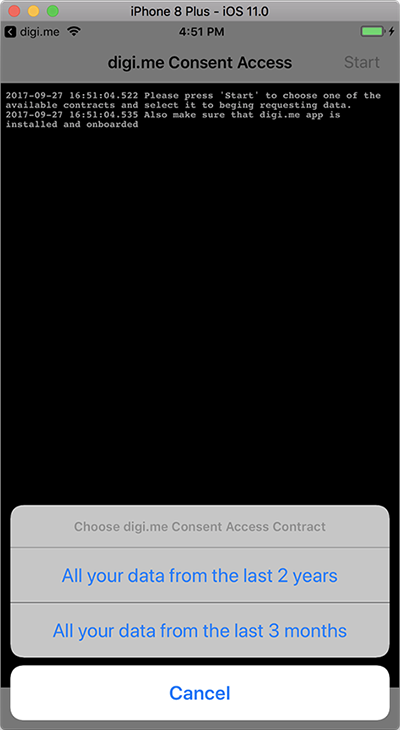 iPhone 8 Plus - iOS 11.0
digi.me 4:51 PM
digi.me Consent Access Start
2017-09-27 16:51:04.522 Please press 'Start' to choose one of the
available contracts and select it to beging requesting data.
2017-09-27 16:51:04.535 Also make sure that digi.me app is
installed and onboarded
Choose digi.me Consent Access Contract
All your data from the last 2 years
All your data from the last 3 months
Cancel